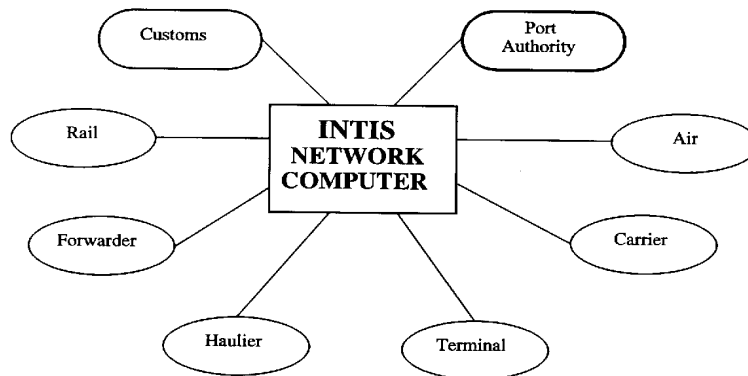 Customs
Port
Authority
Rail
INTIS
NETWORK
COMPUTER
Air
Forwarder
Carrier
Haulier
Terminal